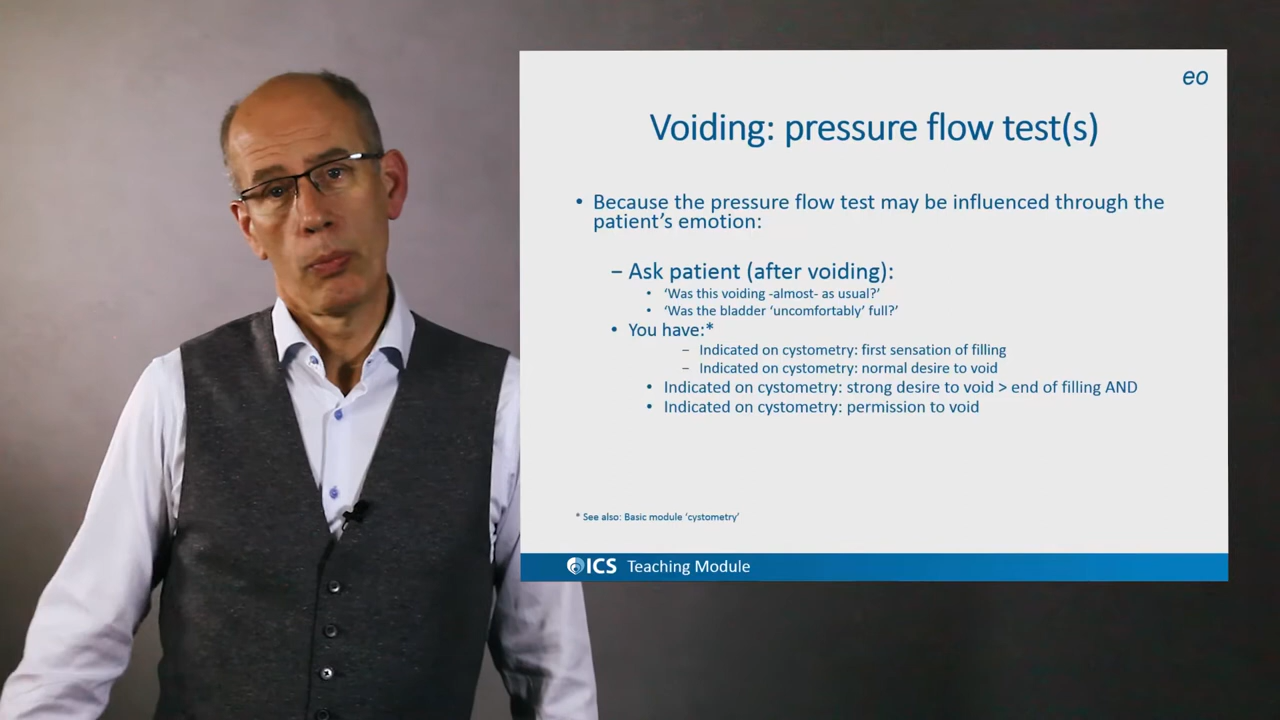 eo
Voiding: pressure flow test(s)
• Because the pressure flow test may be influenced through the
patient’s emotion:
– Ask patient (after voiding):
• ‘Was this voiding -almost- as usual?’
• ‘Was the bladder ‘uncomfortably’ full?’
• You have:*
– Indicated on cystometry: first sensation of filling
– Indicated on cystometry: normal desire to void
• Indicated on cystometry: strong desire to void > end of filling AND
• Indicated on cystometry: permission to void
* See also: Basic module ‘cystometry’
ICS Teaching Module